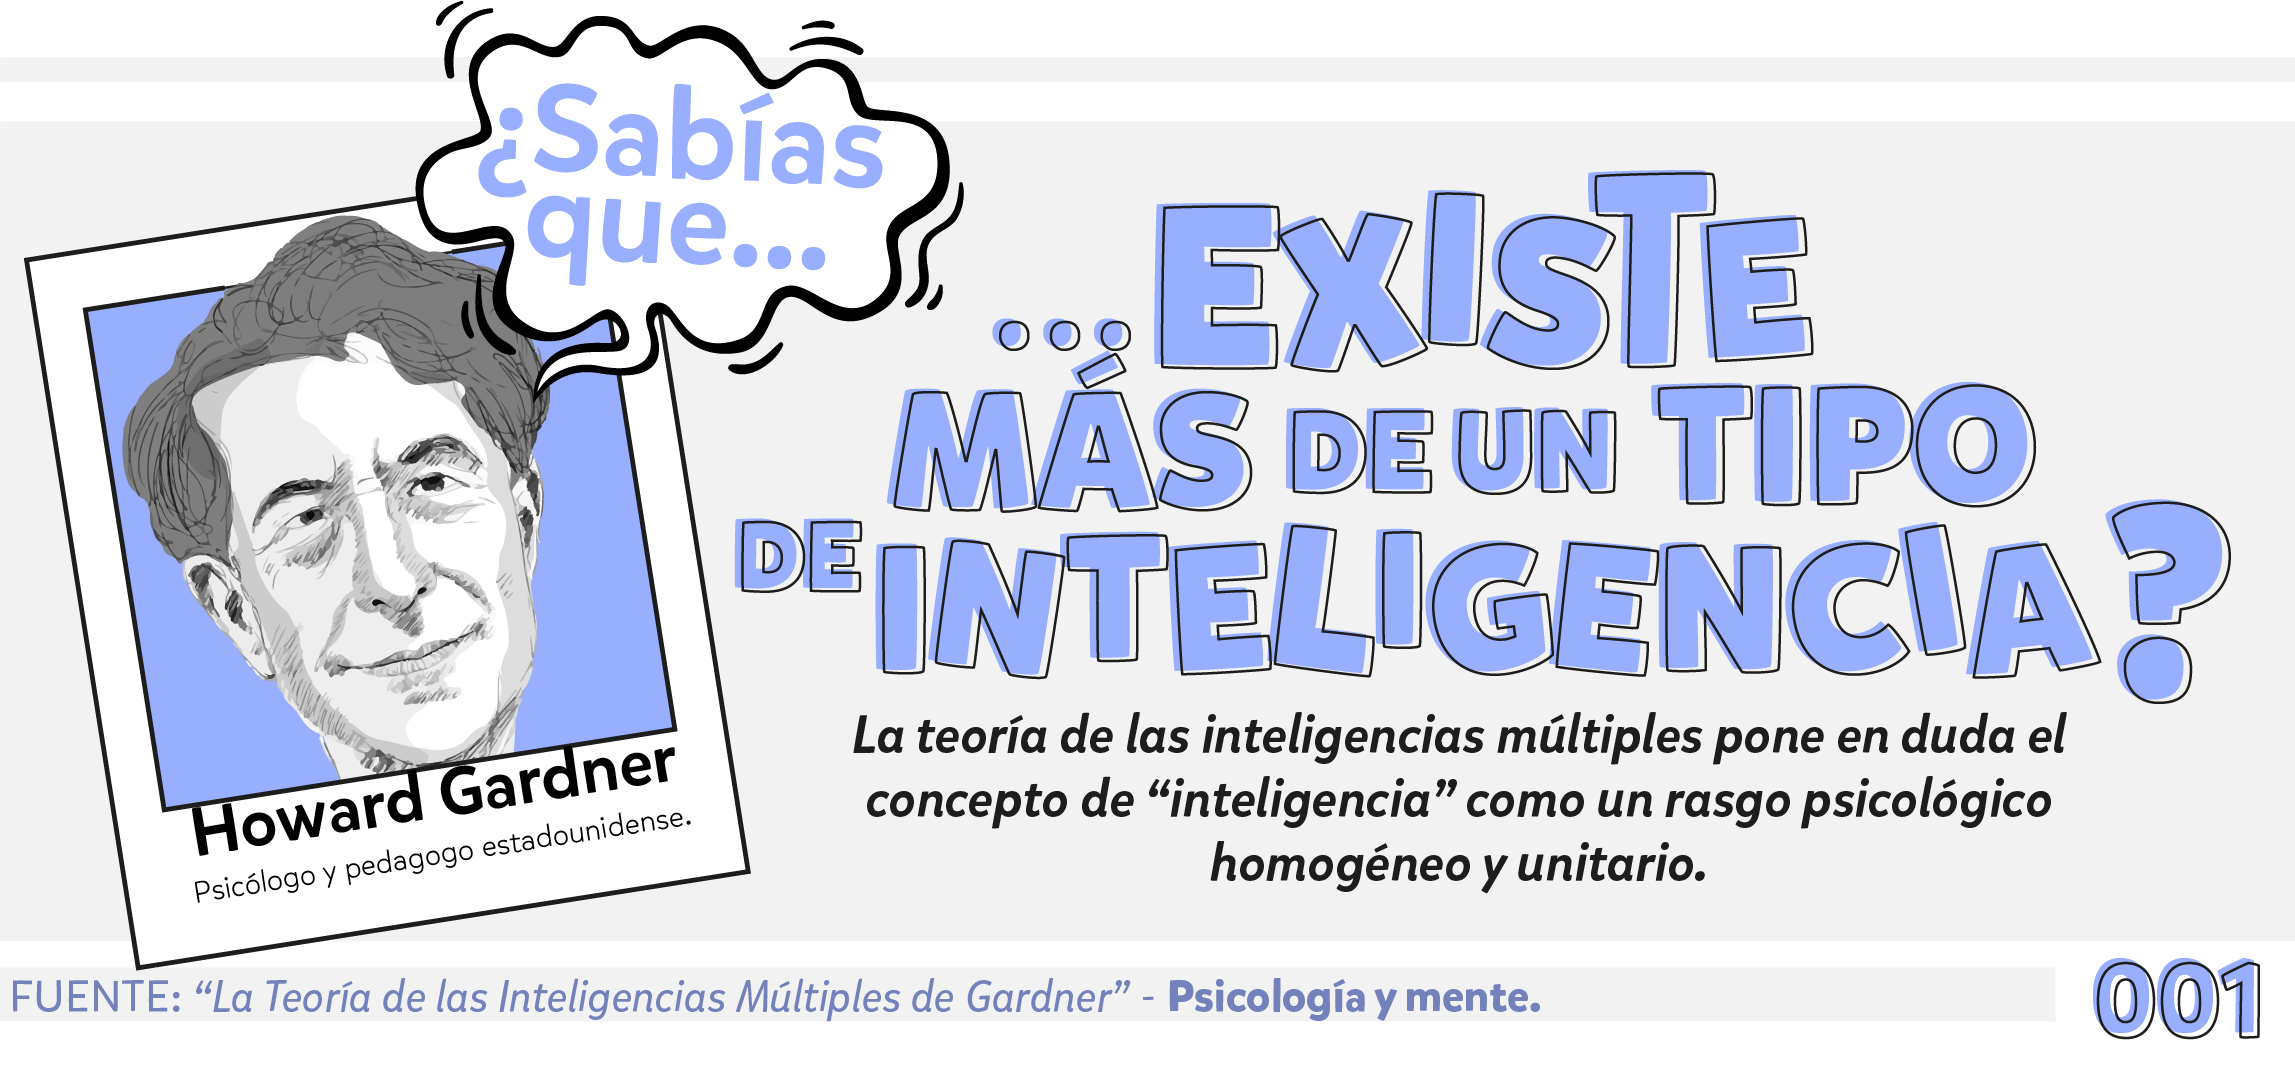 ¿Sabías
que...
...EXISTE
MÁS DE UN TIPO
DE INTELIGENCIA?
La teoría de las inteligencias múltiples pone en duda el
concepto de “inteligencia” como un rasgo psicológico
homogéneo y unitario.
Howard Gardner
Psicólogo y pedagogo estadounidense.
FUENTE: “La Teoría de las Inteligencias Múltiples de Gardner” - Psicología y mente.
001